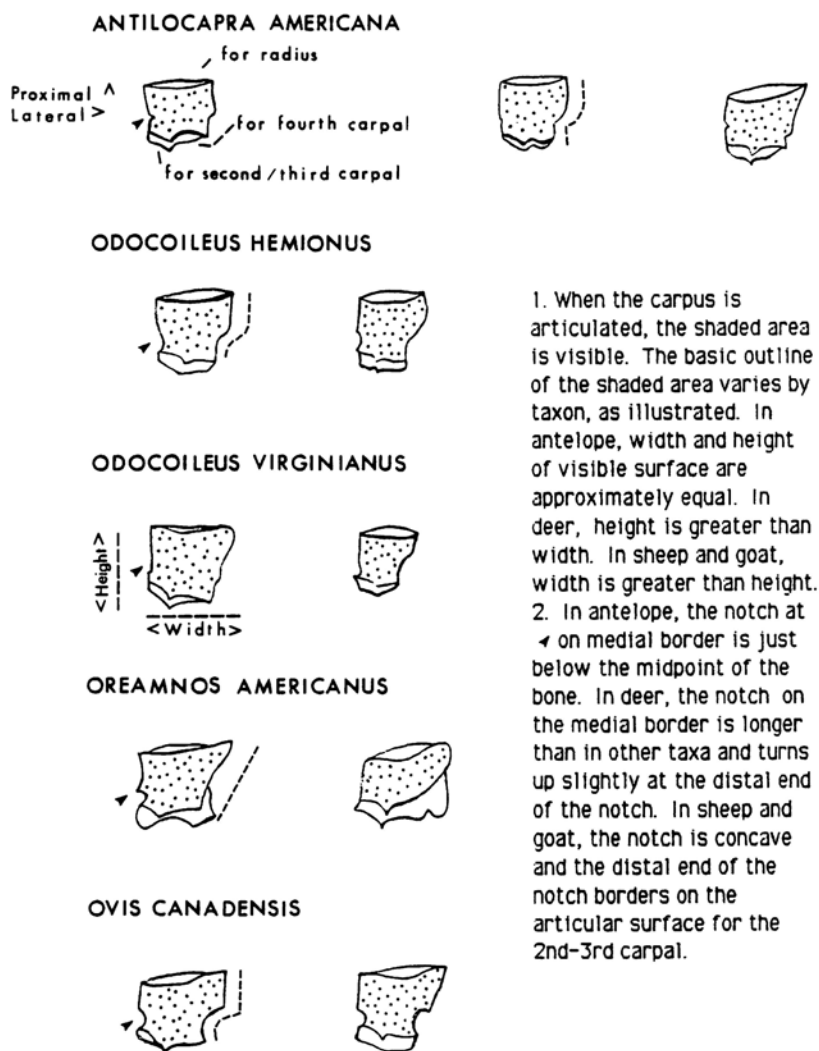 ANTILOCAPRA AMERICANA
for radius
Proximal ^
Lateral >
for fourth carpal
for second/third carpal
ODOCOILEUS HEMIONUS
ODOCOILEUS VIRGINIANUS
<Height>
<Width>
OREAMNOS AMERICANUS
OVIS CANADENSIS
1. When the carpus is
articulated, the shaded area
is visible. The basic outline
of the shaded area varies by
taxon, as illustrated. In
antelope, width and height
of visible surface are
approximately equal. In
deer, height is greater than
width. In sheep and goat,
width is greater than height.
2. In antelope, the notch at
on medial border is just
below the midpoint of the
bone. In deer, the notch on
the medial border is longer
than in other taxa and turns
up slightly at the distal end
of the notch. In sheep and
goat, the notch is concave
and the distal end of the
notch borders on the
articular surface for the
2nd-3rd carpal.